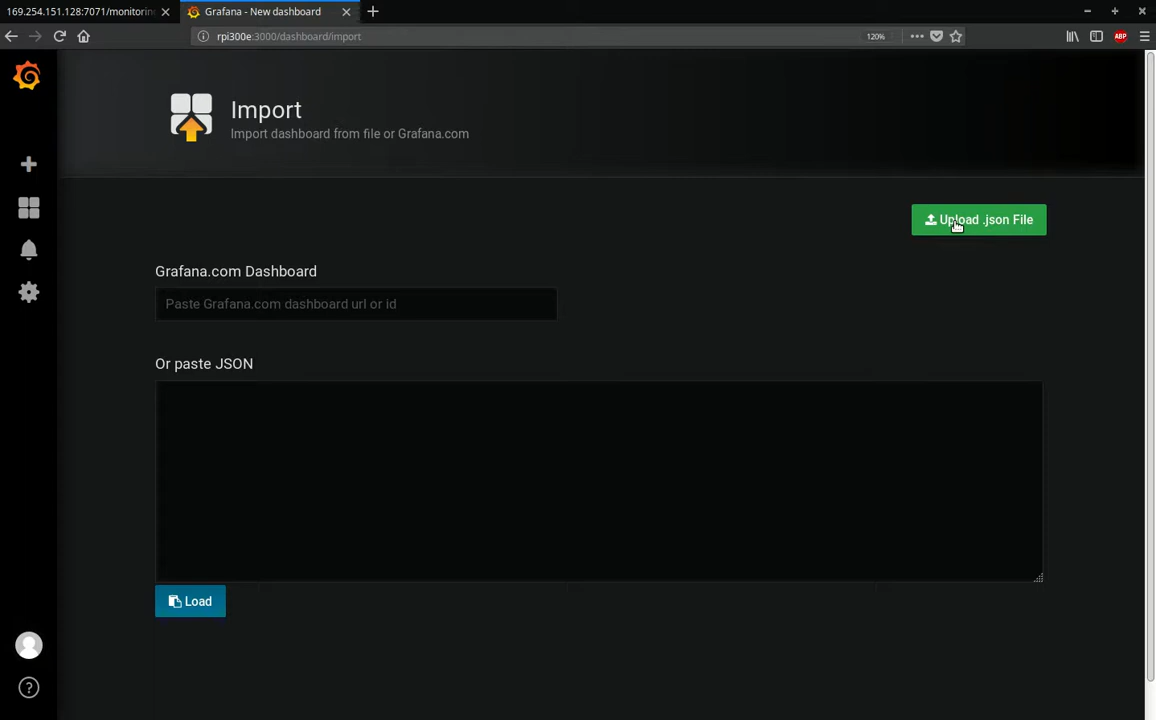 169.254.151.128:7071/monitorin
Grafana - New dashboard
rpi300e:3000/dashboard/import
120%
ABP
Import
Import dashboard from file or Grafana.com
Upload .json File
Grafana.com Dashboard
Paste Grafana.com dashboard url or id
Or paste JSON
Load